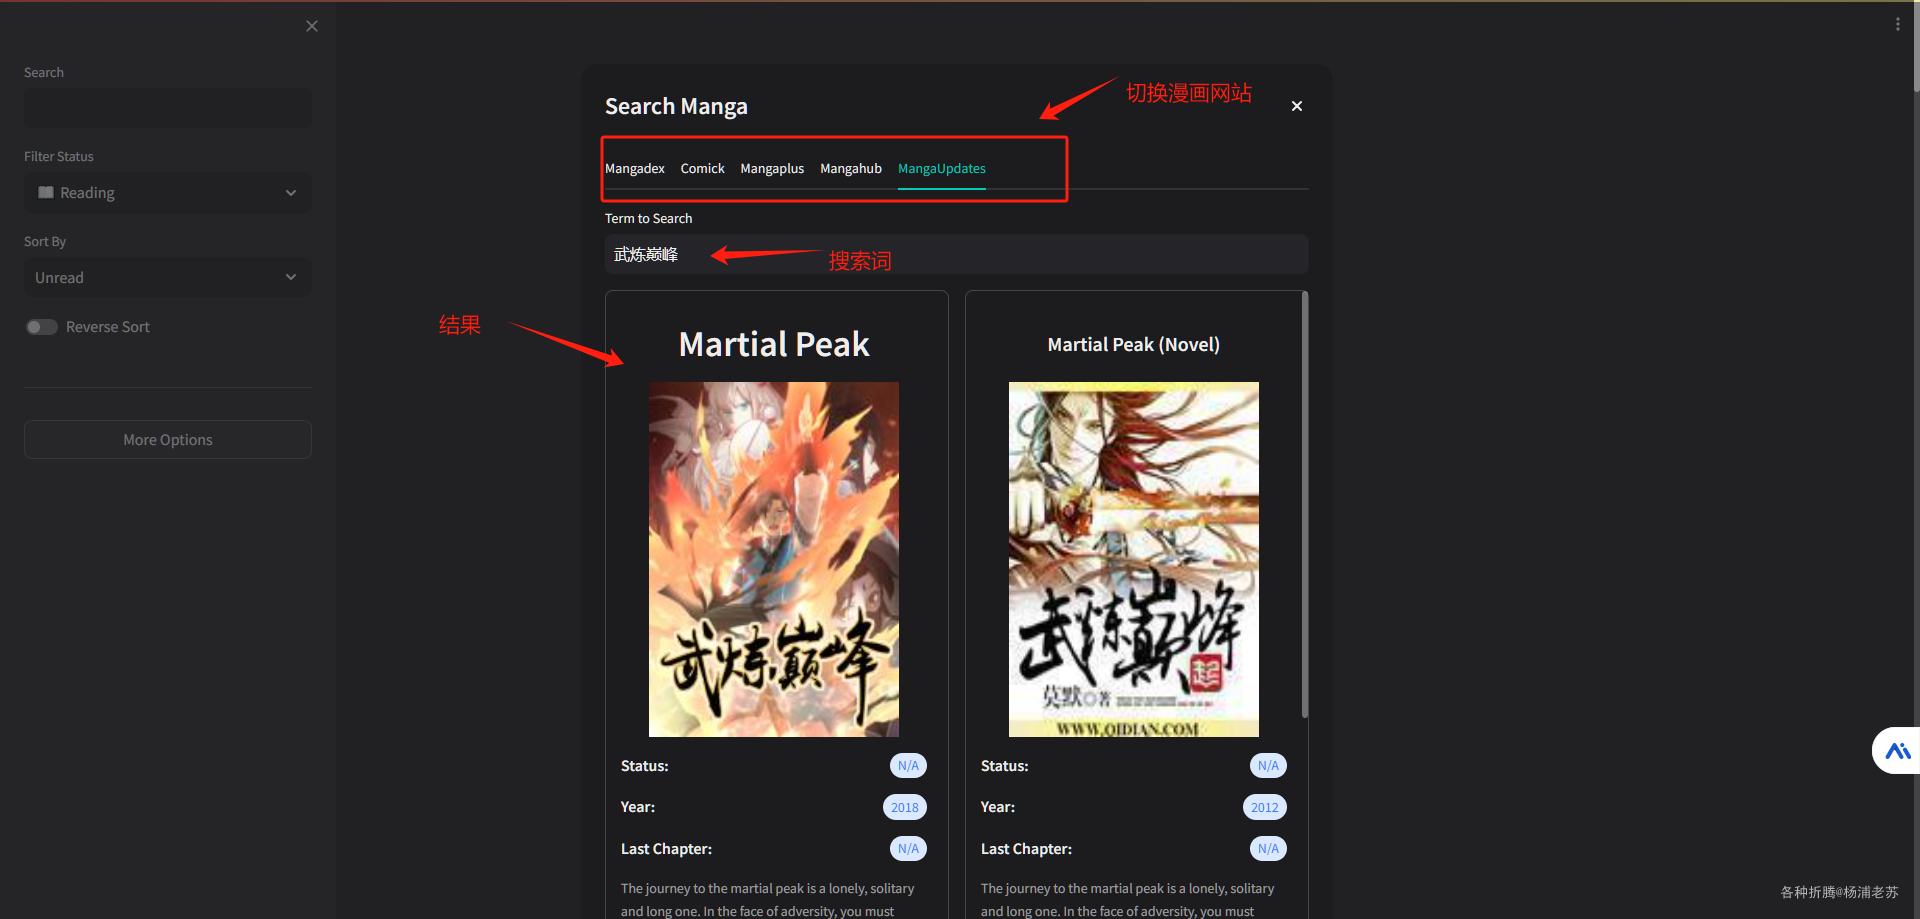 Search
Filter Status
Reading
Sort By
Unread
Reverse Sort
More Options
Search Manga
切换漫画网站
Mangadex Comick Mangaplus Mangahub MangaUpdates
Term to Search
武炼巅峰
搜索词
结果
Martial Peak
武炼巅峰
Status: N/A
Year: 2018
Last Chapter: N/A
The journey to the martial peak is a lonely, solitary
and long one. In the face of adversity, you must
Martial Peak (Novel)
武炼巅峰
莫默◎著
WWW.QIDIAN.COM
Status: N/A
Year: 2012
Last Chapter: N/A
The journey to the martial peak is a lonely, solitary
and long one. In the face of adversity, you must
各种折腾@杨浦老苏